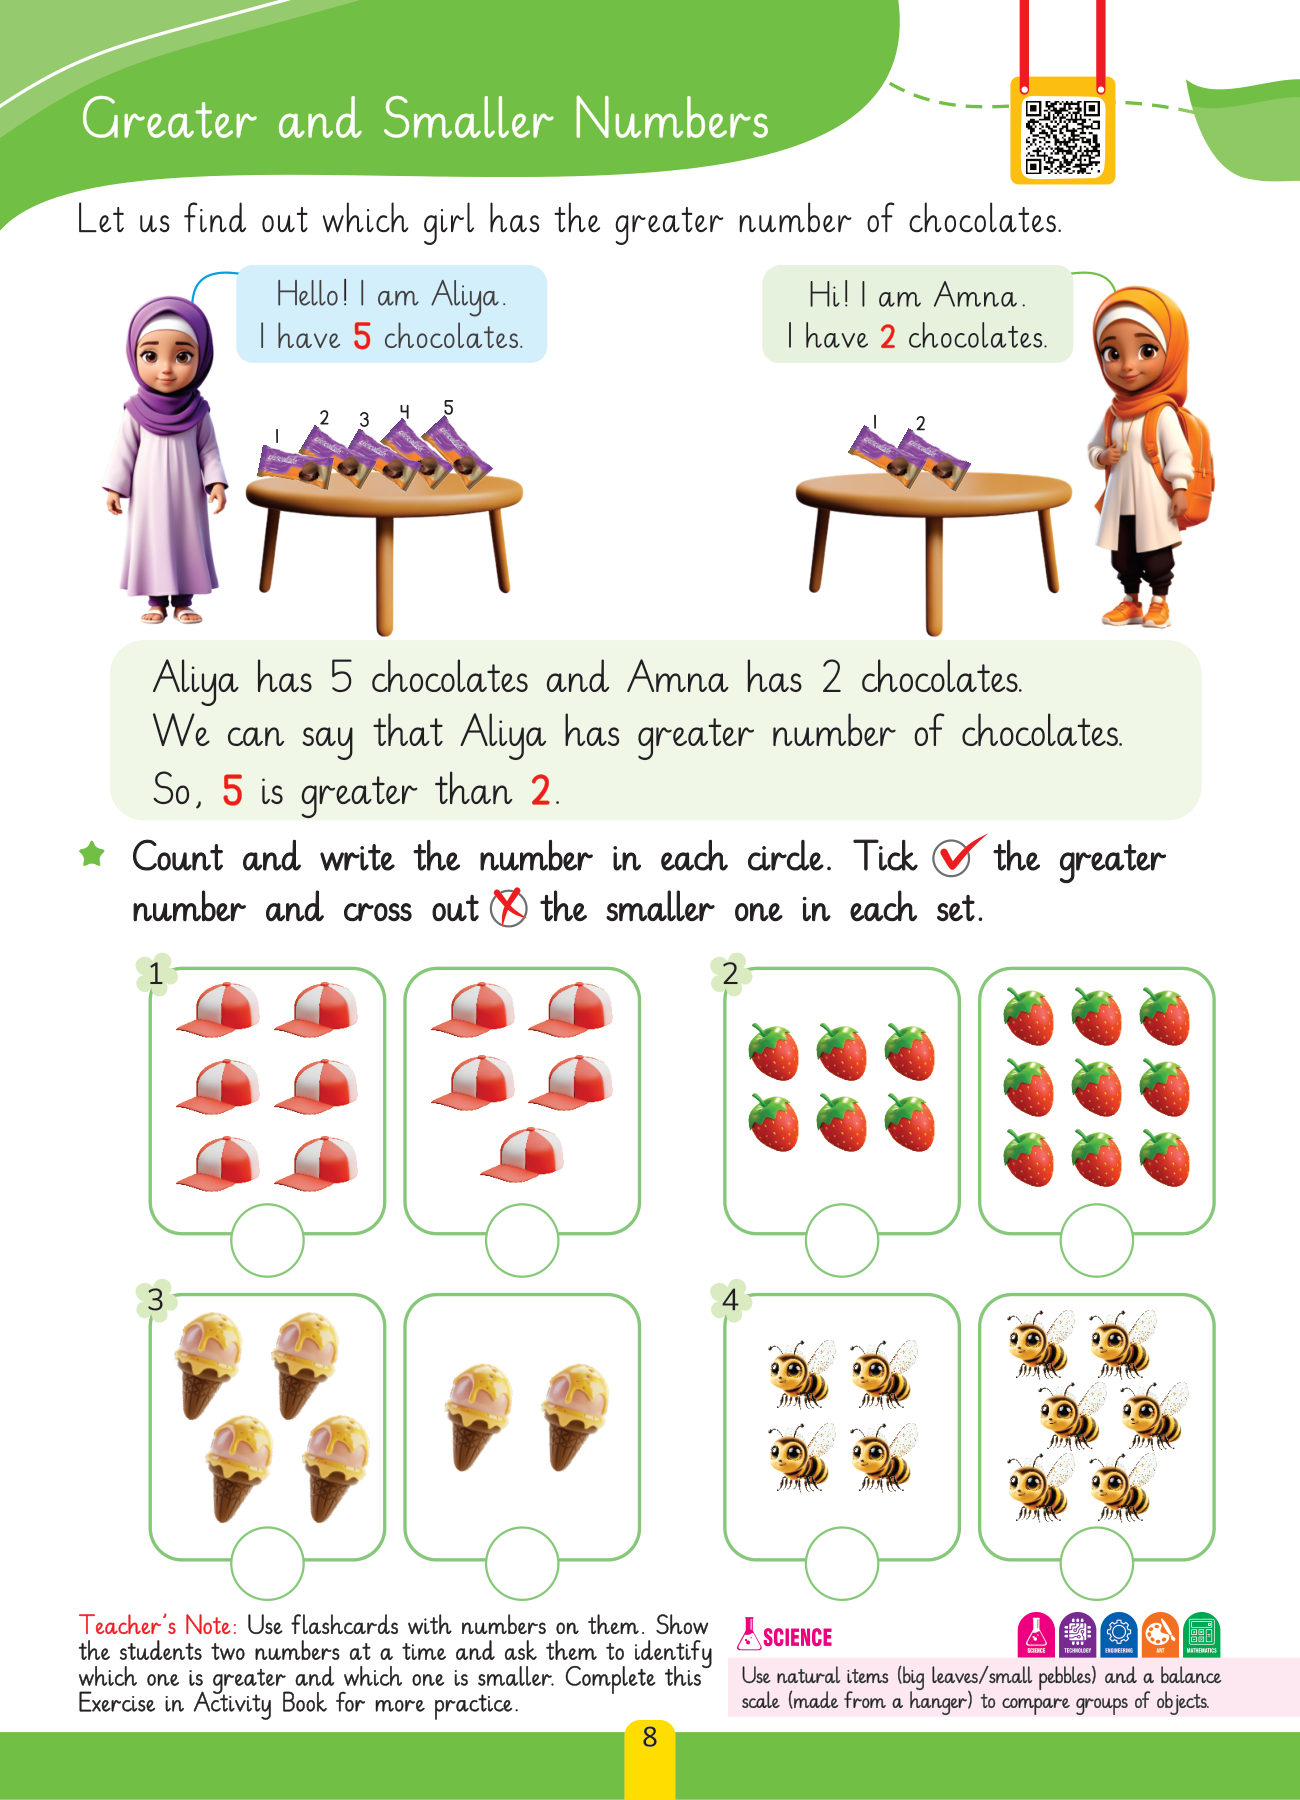 Greater and Smaller Numbers
Let us find out which girl has the greater number of chocolates.
Hello! I am Aliya.
I have 5 chocolates.
Hi! I am Amna.
I have 2 chocolates.
1 2 3 4 5
1 2
Aliya has 5 chocolates and Amna has 2 chocolates.
We can say that Aliya has greater number of chocolates.
So, 5 is greater than 2.
Count and write the number in each circle. Tick the greater
number and cross out the smaller one in each set.
1
2
3
4
Teacher's Note: Use flashcards with numbers on them. Show
the students two numbers at a time and ask them to identify
which one is greater and which one is smaller. Complete this
Exercise in Activity Book for more practice.
SCIENCE
SCIENCE TECHNOLOGY ENGINEERING ART MATHEMATICS
Use natural items (big leaves/small pebbles) and a balance
scale (made from a hanger) to compare groups of objects.
8